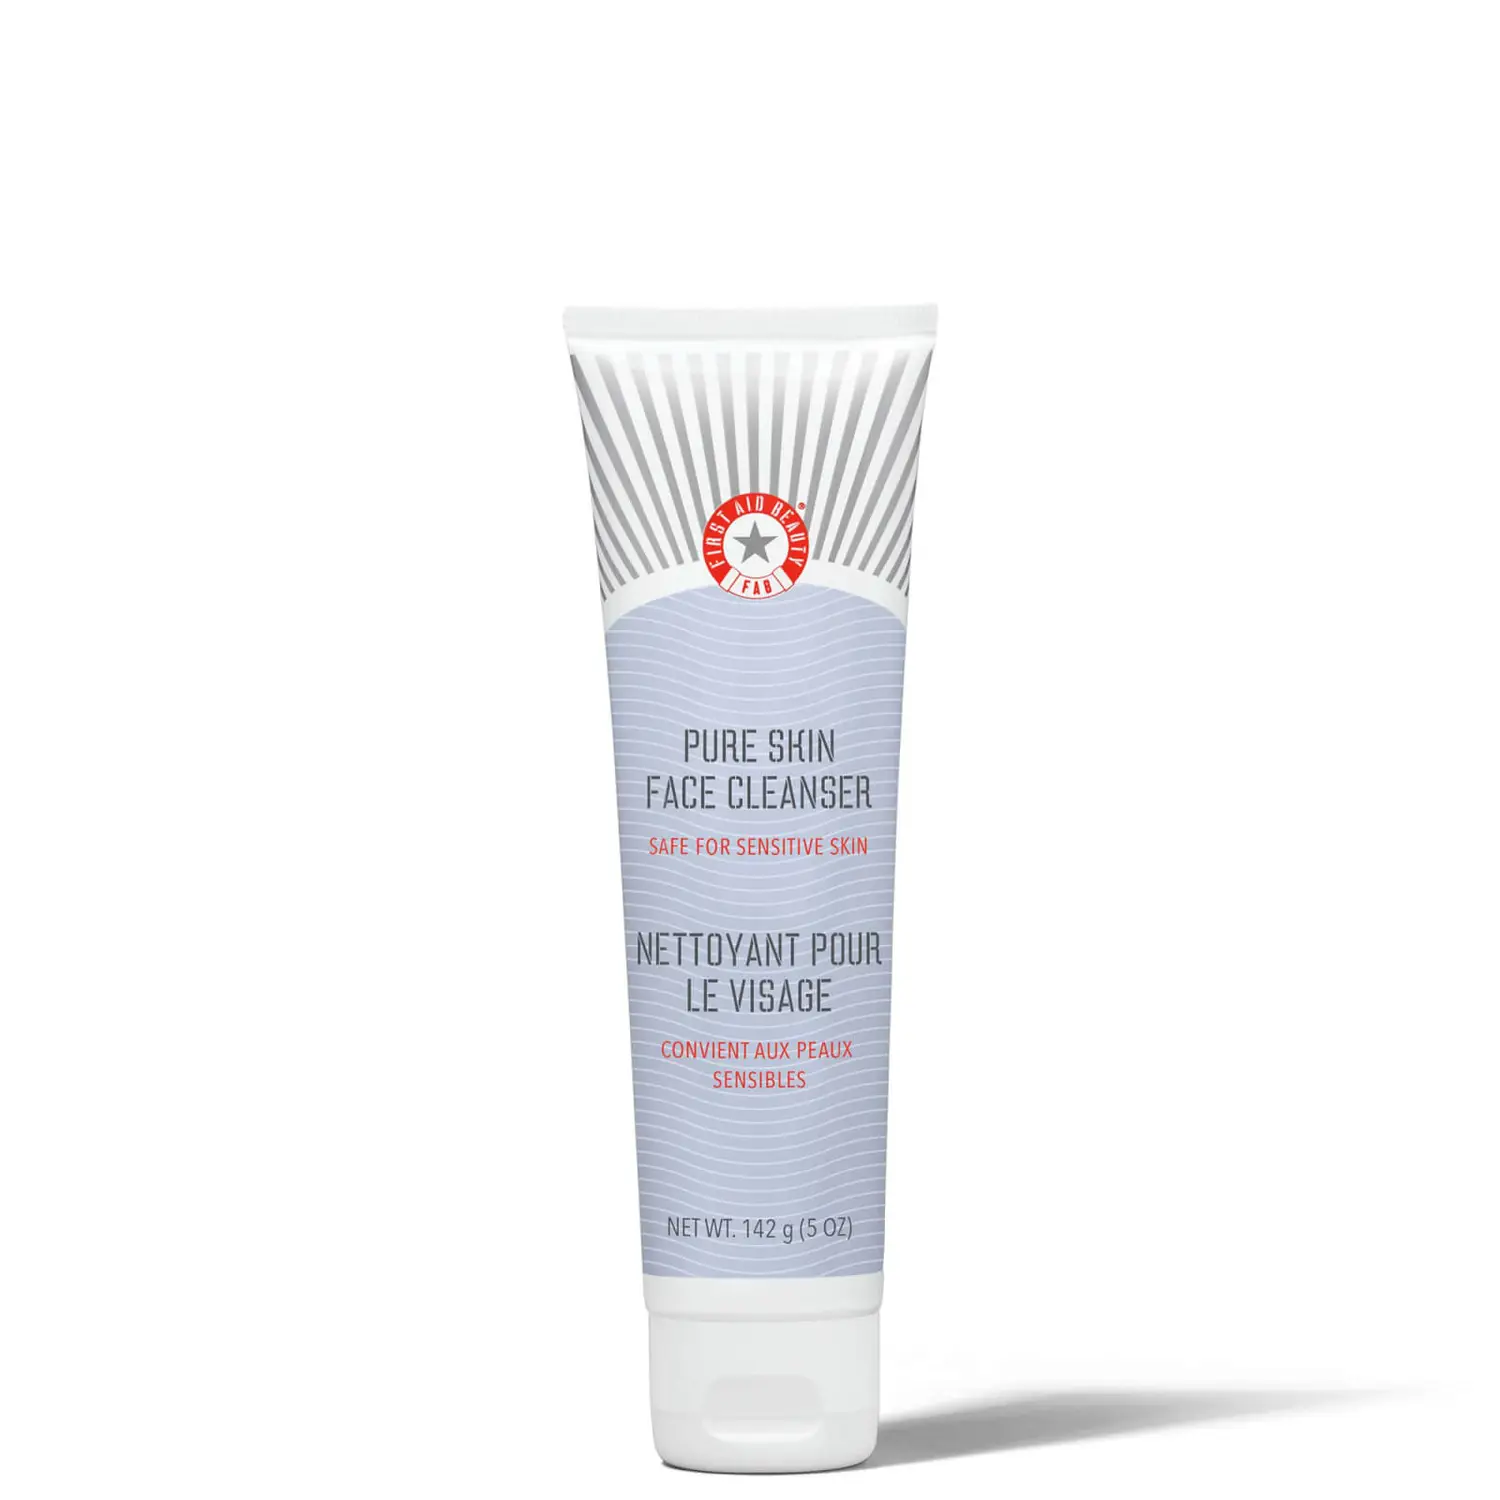 FIRST AID BEAUTY®
FAB
PURE SKIN
FACE CLEANSER
SAFE FOR SENSITIVE SKIN
NETTOYANT POUR
LE VISAGE
CONVIENT AUX PEAUX
SENSIBLES
NET WT. 142 g (5 OZ)